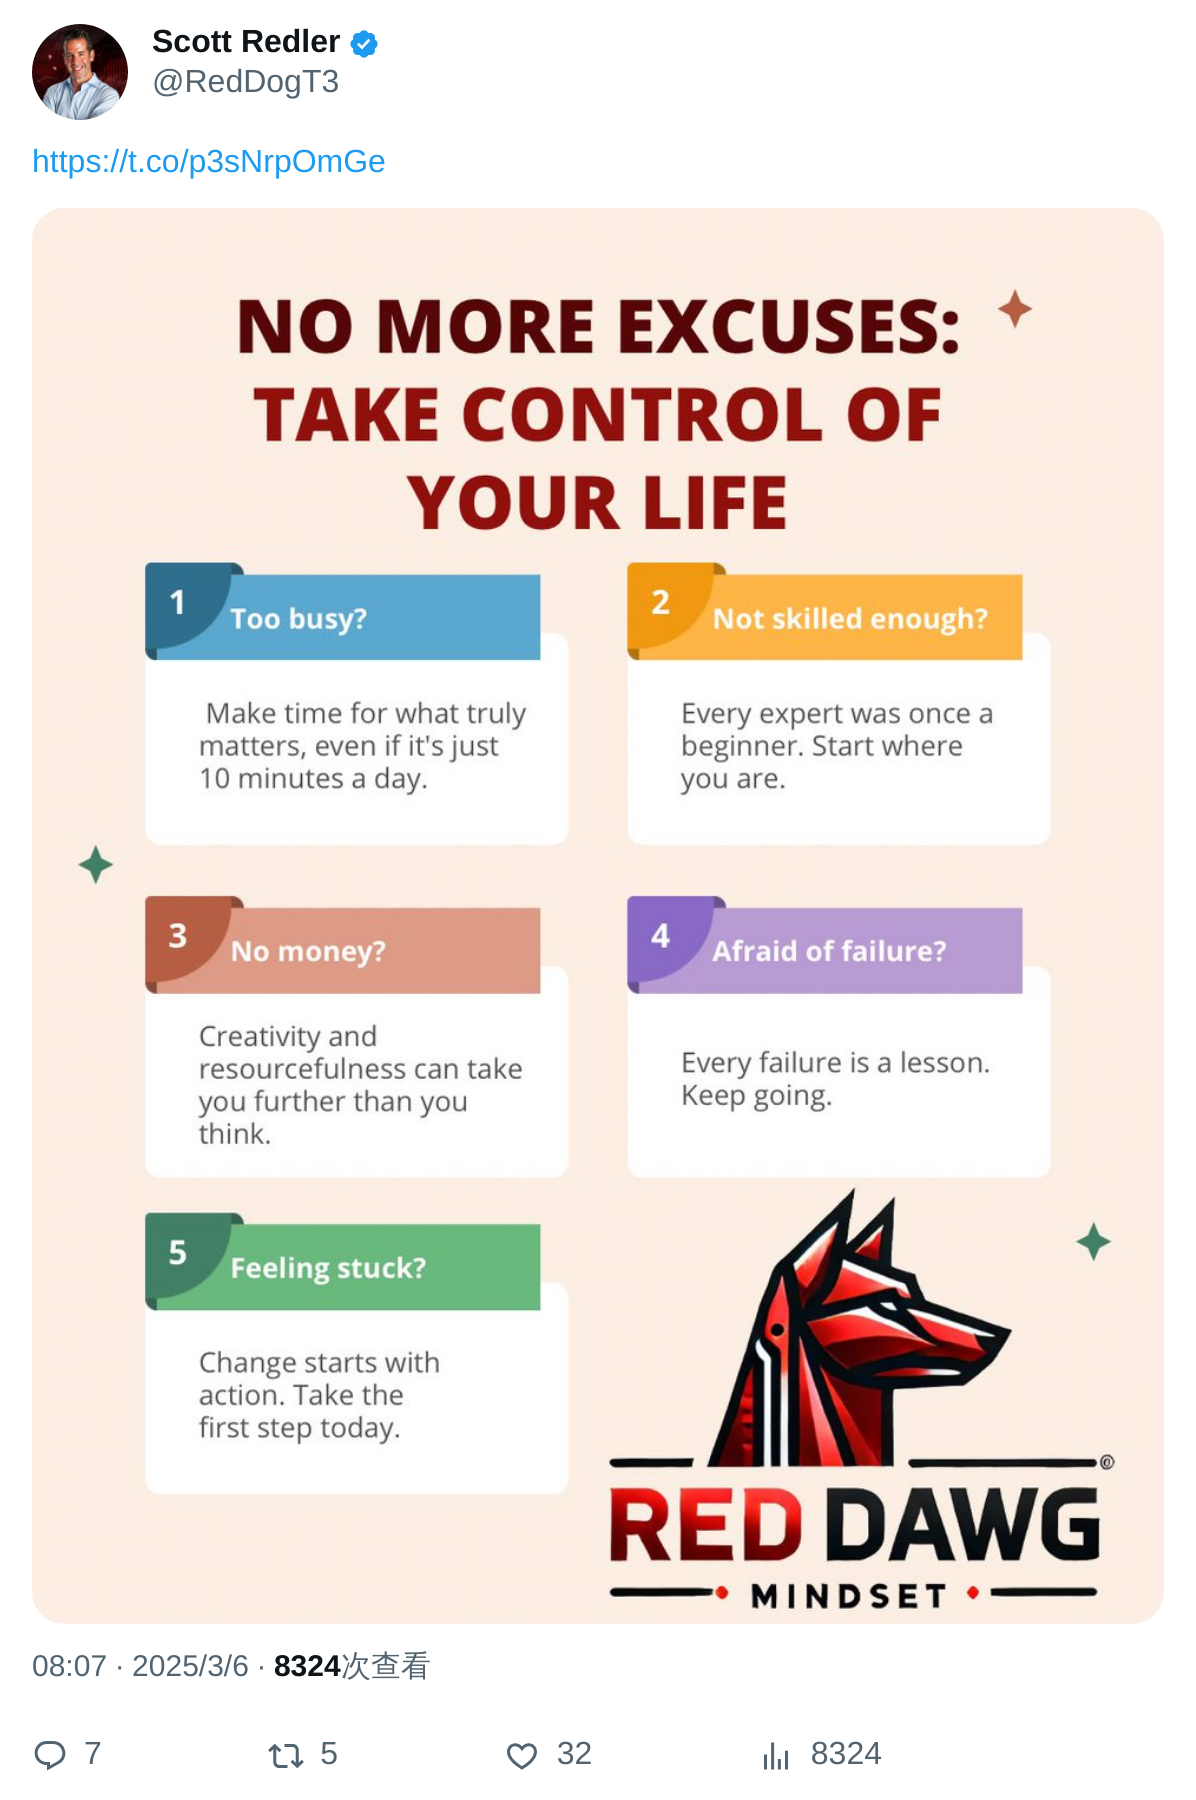 Scott Redler
@RedDogT3
https://t.co/p3sNrpOmGe
NO MORE EXCUSES:
TAKE CONTROL OF
YOUR LIFE
1
Too busy?
Make time for what truly
matters, even if it's just
10 minutes a day.
2
Not skilled enough?
Every expert was once a
beginner. Start where
you are.
3
No money?
Creativity and
resourcefulness can take
you further than you
think.
4
Afraid of failure?
Every failure is a lesson.
Keep going.
5
Feeling stuck?
Change starts with
action. Take the
first step today.
RED DAWG
MINDSET
08:07 · 2025/3/6 · 8324次查看
7 5 32 8324